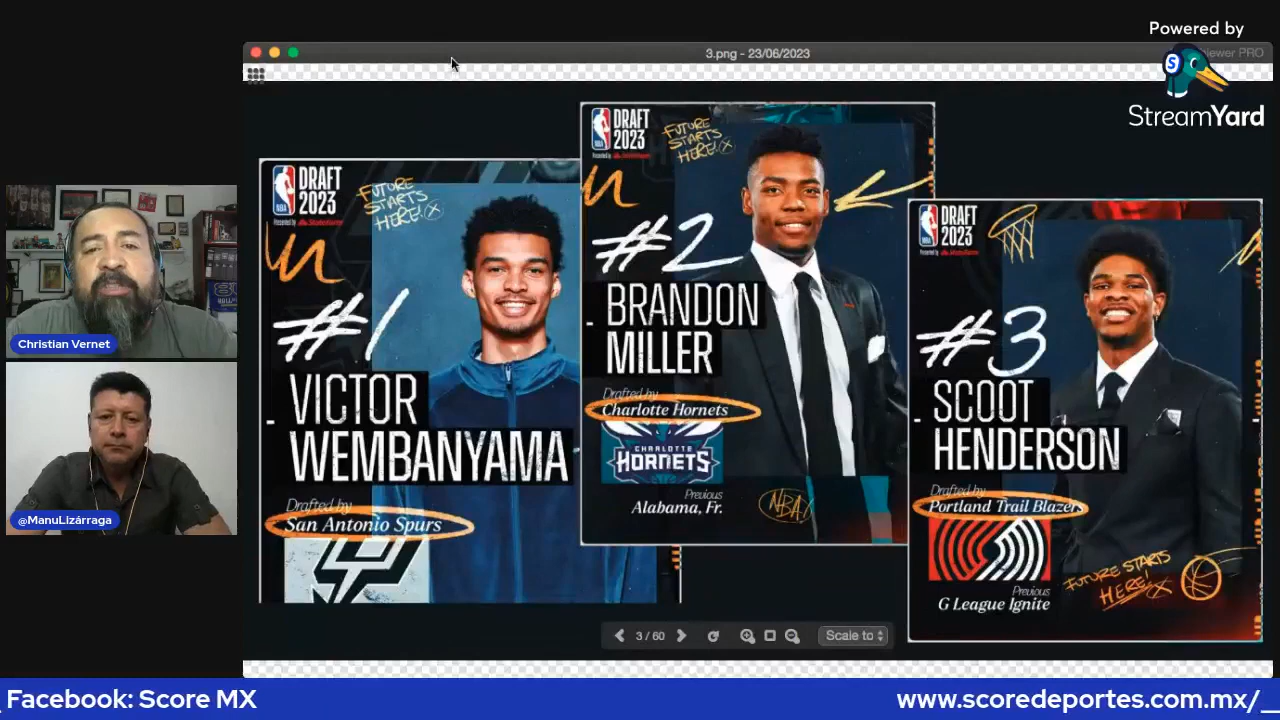 Powered by
StreamYard
3.png - 23/06/2023
Christian Vernet
@ManuLizárraga
DRAFT
2023
FUTURE
STARTS
HERE!
#1
VICTOR
WEMBANYAMA
Drafted by
San Antonio Spurs
DRAFT
2023
FUTURE
STARTS
HERE!
#2
BRANDON
MILLER
Drafted by
Charlotte Hornets
CHARLOTTE
HORNETS
Previous
Alabama, Fr.
NBA
DRAFT
2023
#3
SCOOT
HENDERSON
Drafted by
Portland Trail Blazers
Previous
G League Ignite
FUTURE STARTS
HERE!
3 / 60
Scale to
Facebook: Score MX
www.scoredeportes.com.mx/_